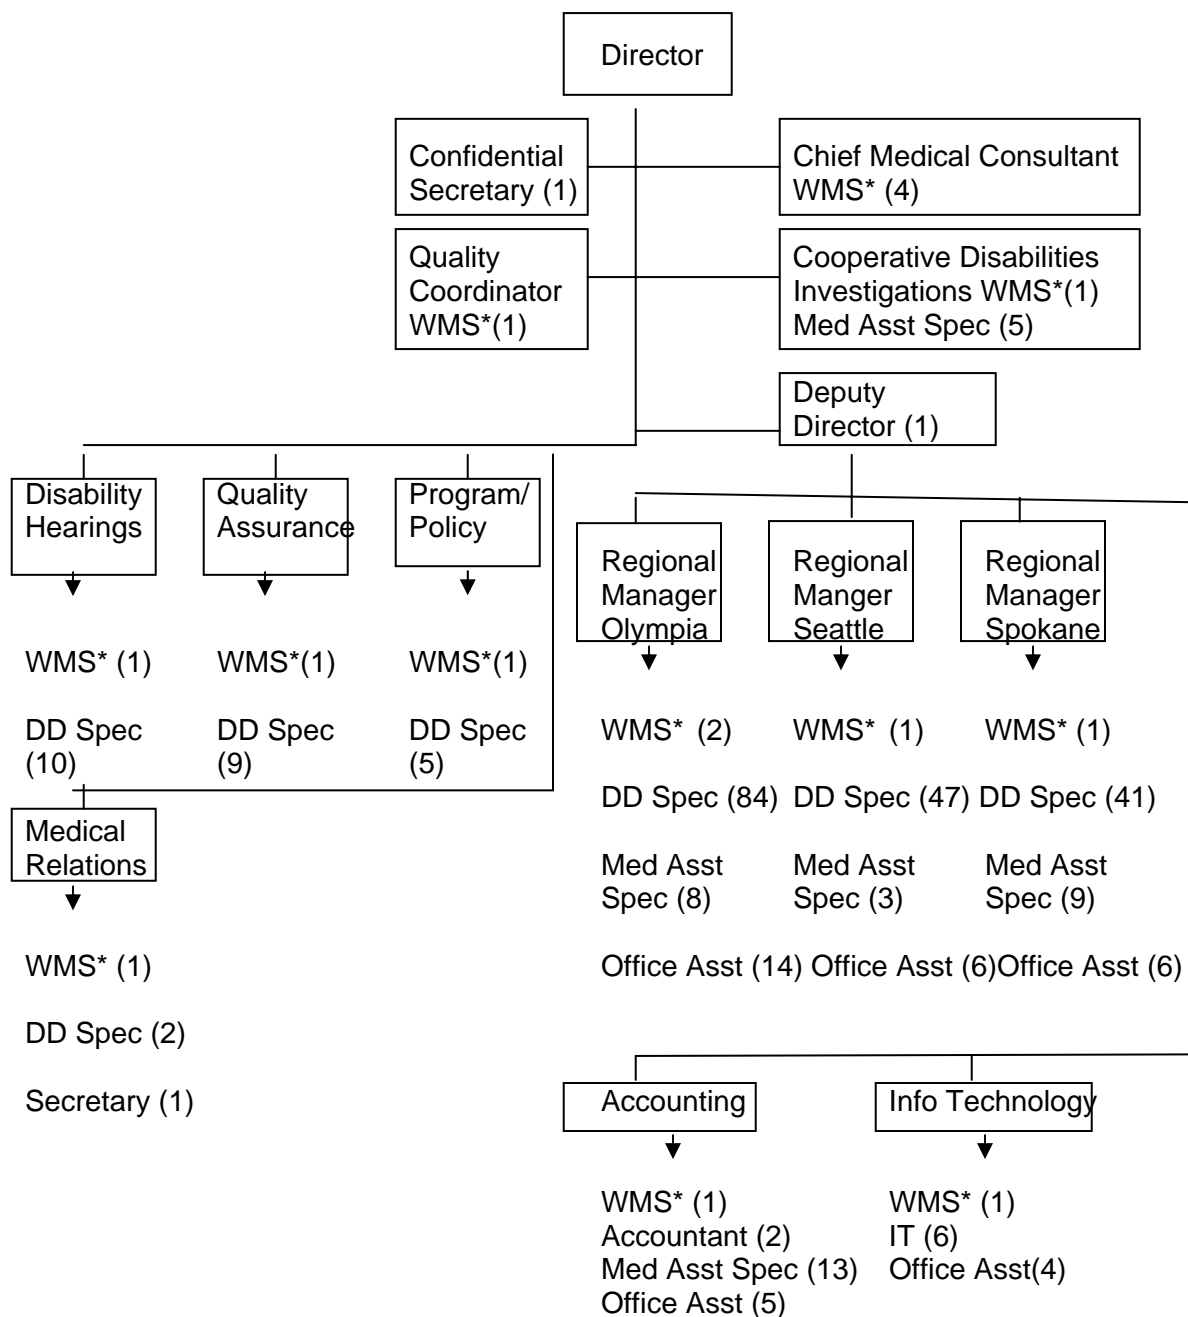 Director
Confidential
Secretary (1)
Chief Medical Consultant
WMS* (4)
Quality
Coordinator
WMS*(1)
Cooperative Disabilities
Investigations WMS*(1)
Med Asst Spec (5)
Deputy
Director (1)
Disability
Hearings
WMS* (1)
DD Spec
(10)
Quality
Assurance
WMS*(1)
DD Spec
(9)
Program/
Policy
WMS*(1)
DD Spec
(5)
Medical
Relations
WMS* (1)
DD Spec (2)
Secretary (1)
Regional
Manager
Olympia
WMS* (2)
DD Spec (84)
Med Asst
Spec (8)
Office Asst (14)
Regional
Manger
Seattle
WMS* (1)
DD Spec (47)
Med Asst
Spec (3)
Office Asst (6)
Regional
Manager
Spokane
WMS* (1)
DD Spec (41)
Med Asst
Spec (9)
Office Asst (6)
Accounting
WMS* (1)
Accountant (2)
Med Asst Spec (13)
Office Asst (5)
Info Technology
WMS* (1)
IT (6)
Office Asst(4)